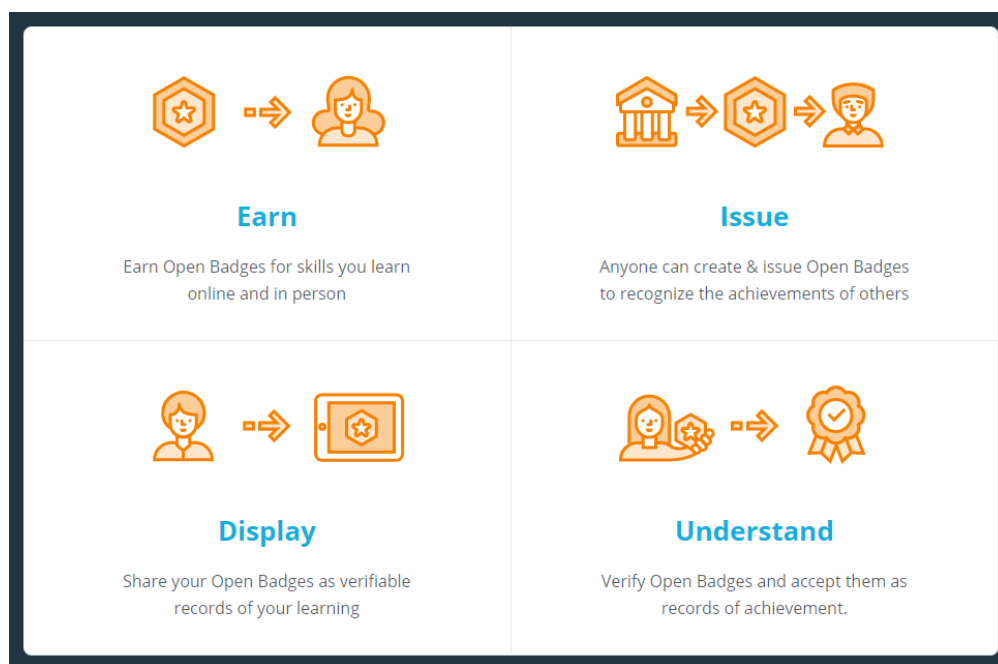 Earn
Earn Open Badges for skills you learn
online and in person
Issue
Anyone can create & issue Open Badges
to recognize the achievements of others
Display
Share your Open Badges as verifiable
records of your learning
Understand
Verify Open Badges and accept them as
records of achievement.